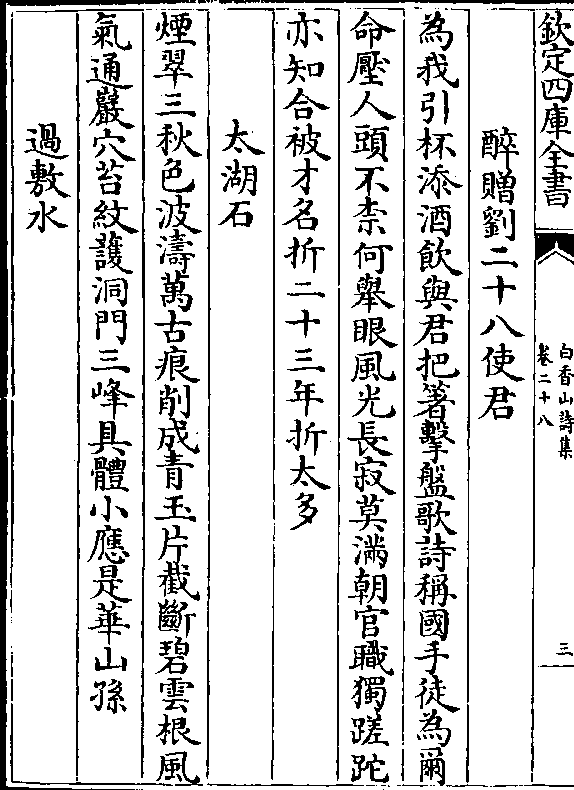 欽定四庫全書
白香山詩集
卷二十八
三
醉贈劉二十八使君
為我引杯添酒飲與君把箸擊盤歌詩稱國手徒為爾
命壓人頭不柰何舉眼風光長寂莫滿朝官職獨蹉跎
亦知合被才名折二十三年折太多
太湖石
煙翠三秋色波濤萬古痕削成青玉片截斷碧雲根風
氣通巖穴苔紋護洞門三峰具體小應是華山孫
過敷水